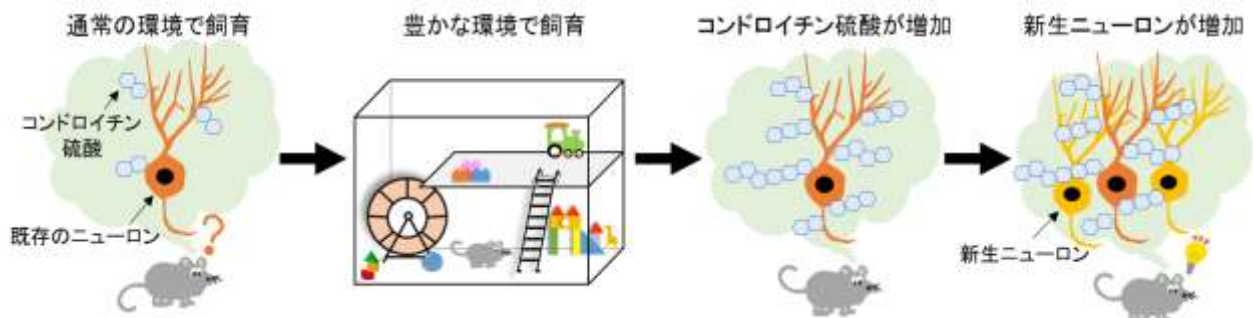 通常の環境で飼育
豊かな環境で飼育
コンドロイチン硫酸が増加
新生ニューロンが増加
コンドロイチン
硫酸
既存のニューロン
?
新生ニューロン